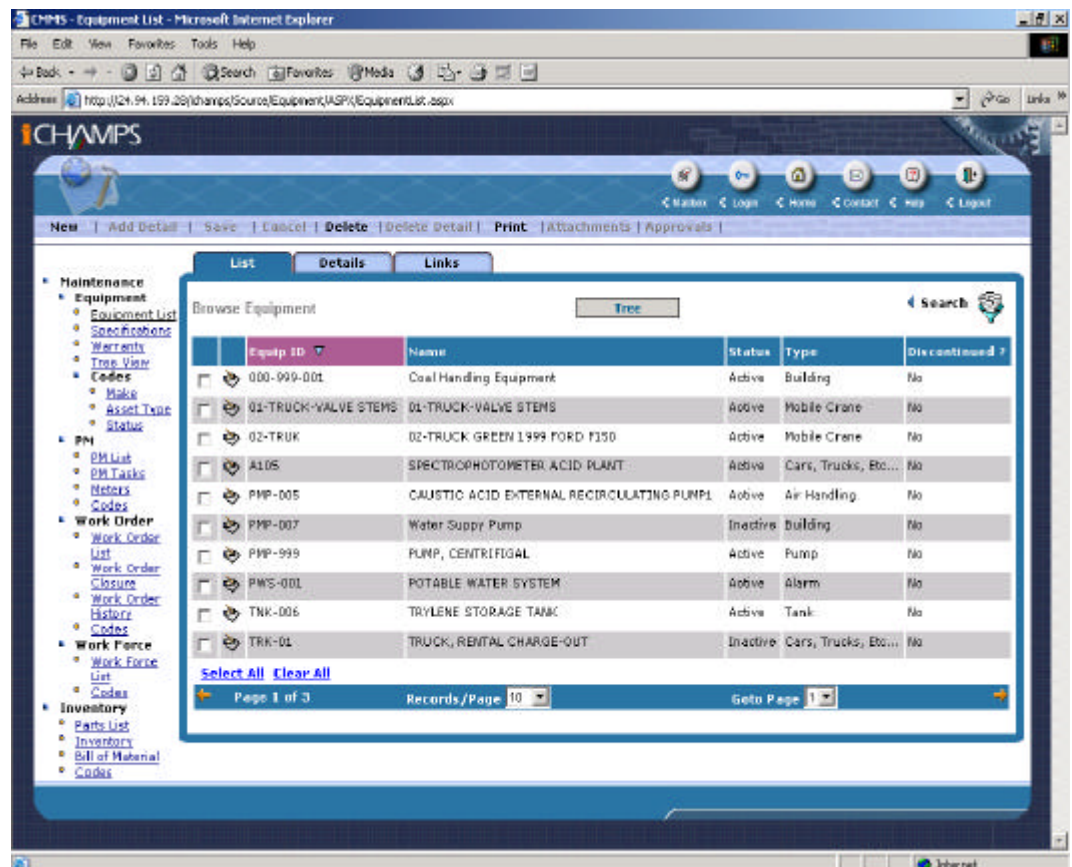 CMMS - Equipment List - Microsoft Internet Explorer
File Edit View Favorites Tools Help
Back Search Favorites Media
Address http://24.94.159.28/ichamps/Source/Equipment/ASPX/EquipmentList.aspx Go Links
iCHAMPS
Mailbox Login Home Contact Help Logout
New | Add Detail | Save | Cancel | Delete | Delete Detail | Print | Attachments | Approvals |
List Details Links
Maintenance
Equipment
Equipment List
Specifications
Warranty
Tree View
Codes
Make
Asset Type
Status
PM
PM List
PM Tasks
Meters
Codes
Work Order
Work Order
List
Work Order
Closure
Work Order
History
Codes
Work Force
Work Force
List
Codes
Inventory
Parts List
Inventory
Bill of Material
Codes
Browse Equipment Tree Search
Equip ID Name Status Type Discontinued ?
000-999-001 Coal Handling Equipment Active Building No
01-TRUCK-VALVE STEMS 01-TRUCK-VALVE STEMS Active Mobile Crane No
02-TRUK 02-TRUCK GREEN 1999 FORD F150 Active Mobile Crane No
A105 SPECTROPHOTOMETER ACID PLANT Active Cars, Trucks, Etc... No
PMP-005 CAUSTIC ACID EXTERNAL RECIRCULATING PUMP1 Active Air Handling No
PMP-007 Water Suppy Pump Inactive Building No
PMP-999 PUMP, CENTRIFIGAL Active Pump No
PWS-001 POTABLE WATER SYSTEM Active Alarm No
TNK-006 TRYLENE STORAGE TANK Active Tank No
TRK-01 TRUCK, RENTAL CHARGE-OUT Inactive Cars, Trucks, Etc... No
Select All Clear All
Page 1 of 3 Records/Page 10 Goto Page 1
Internet